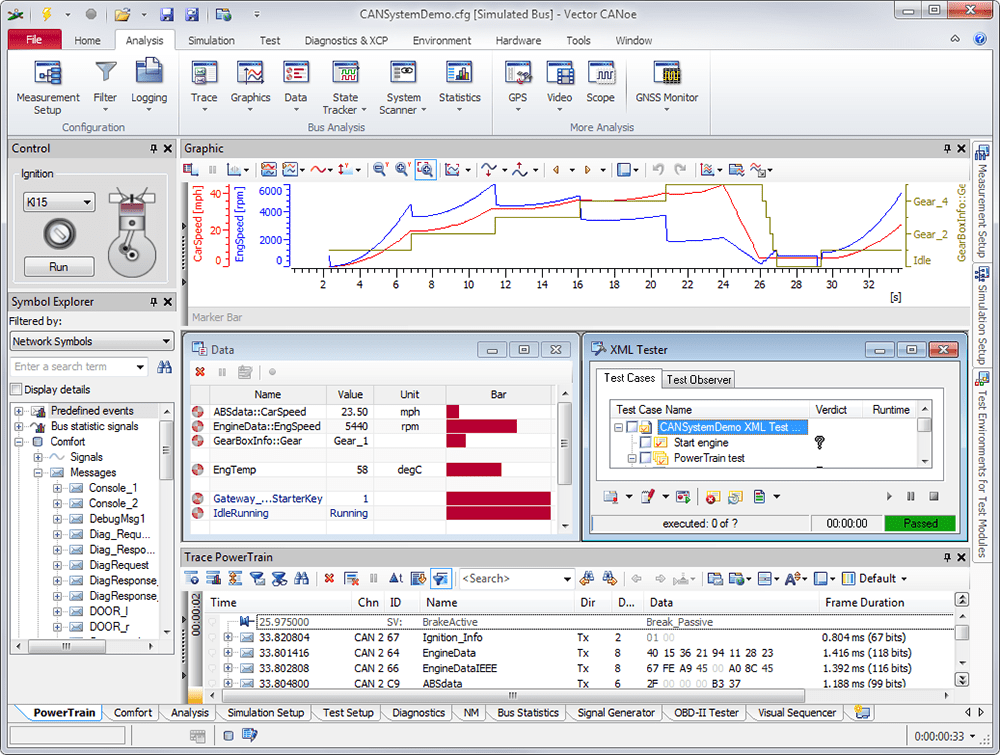 CANSystemDemo.cfg [Simulated Bus] - Vector CANoe
File Home Analysis Simulation Test Diagnostics & XCP Environment Hardware Tools Window
Measurement Setup Filter Logging Trace Graphics Data State Tracker System Scanner Statistics GPS Video Scope GNSS Monitor
Configuration Bus Analysis More Analysis
Control
Ignition
Kl15
Run
Symbol Explorer
Filtered by:
Network Symbols
Enter a search term
Display details
Predefined events
Bus statistic signals
Comfort
Signals
Messages
Console_1
Console_2
DebugMsg1
Diag_Requ...
Diag_Respo...
DiagRequest
DiagResponse_
DiagResponse_
DOOR_l
DOOR_r
Graphic
CarSpeed [mph]
40
20
0
EngSpeed [rpm]
6000
4000
2000
0
Gear_4
Gear_2
Idle
GearBoxInfo::Ge
2 4 6 8 10 12 14 16 18 20 22 24 26 28 30 32
[s]
Marker Bar
Data
Name Value Unit Bar
ABSdata::CarSpeed 23.50 mph
EngineData::EngSpeed 5440 rpm
GearBoxInfo::Gear Gear_1
EngTemp 58 degC
Gateway_...StarterKey 1
IdleRunning Running
XML Tester
Test Cases Test Observer
Test Case Name Verdict Runtime
CANSystemDemo XML Test ...
Start engine ?
PowerTrain test
executed: 0 of ? 00:00:00 Passed
Measurement Setup
Simulation Setup
Test Environments for Test Modules
Trace PowerTrain
<Search> Default
00:00:02
Time Chn ID Name Dir D... Data Frame Duration
25.975000 SV: BrakeActive Break_Passive
33.820804 CAN 2 67 Ignition_Info Tx 2 01 00 0.804 ms (67 bits)
33.801416 CAN 2 64 EngineData Tx 8 40 15 36 21 94 11 28 23 1.416 ms (118 bits)
33.802808 CAN 2 66 EngineDataIEEE Tx 8 67 FE A9 45 00 A0 8C 45 1.392 ms (116 bits)
33.804800 CAN 2 C9 ABSdata Tx 6 2F 00 00 00 B3 37 1.188 ms (99 bits)
PowerTrain Comfort Analysis Simulation Setup Test Setup Diagnostics NM Bus Statistics Signal Generator OBD-II Tester Visual Sequencer
0:00:00:33